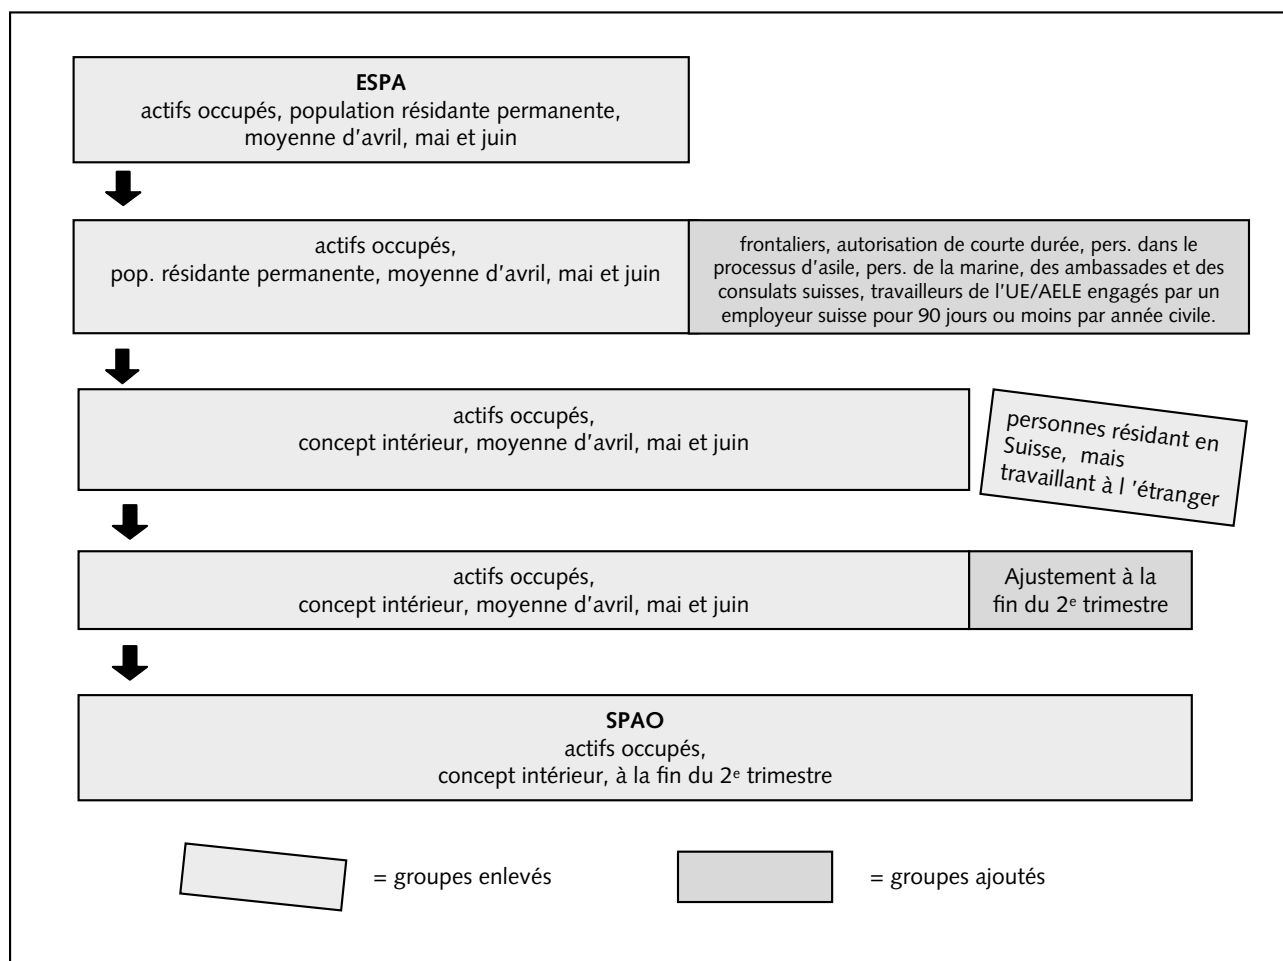 ESPA
actifs occupés, population résidante permanente,
moyenne d'avril, mai et juin
actifs occupés,
pop. résidante permanente, moyenne d'avril, mai et juin
frontaliers, autorisation de courte durée, pers. dans le
processus d'asile, pers. de la marine, des ambassades et des
consulats suisses, travailleurs de l'UE/AELE engagés par un
employeur suisse pour 90 jours ou moins par année civile.
actifs occupés,
concept intérieur, moyenne d'avril, mai et juin
personnes résidant en
Suisse, mais
travaillant à l 'étranger
actifs occupés,
concept intérieur, moyenne d'avril, mai et juin
Ajustement à la
fin du 2e trimestre
SPAO
actifs occupés,
concept intérieur, à la fin du 2e trimestre
= groupes enlevés
= groupes ajoutés